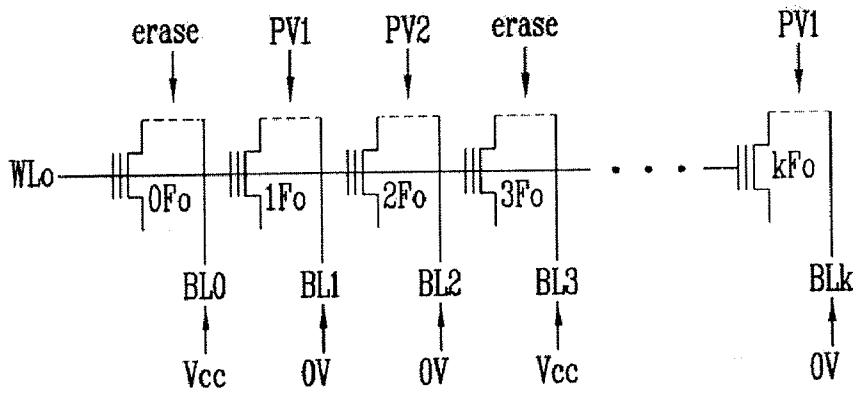 erase PV1 PV2 erase PV1
WLo 0Fo 1Fo 2Fo 3Fo kFo
BL0 BL1 BL2 BL3 BLk
Vcc 0V 0V Vcc 0V